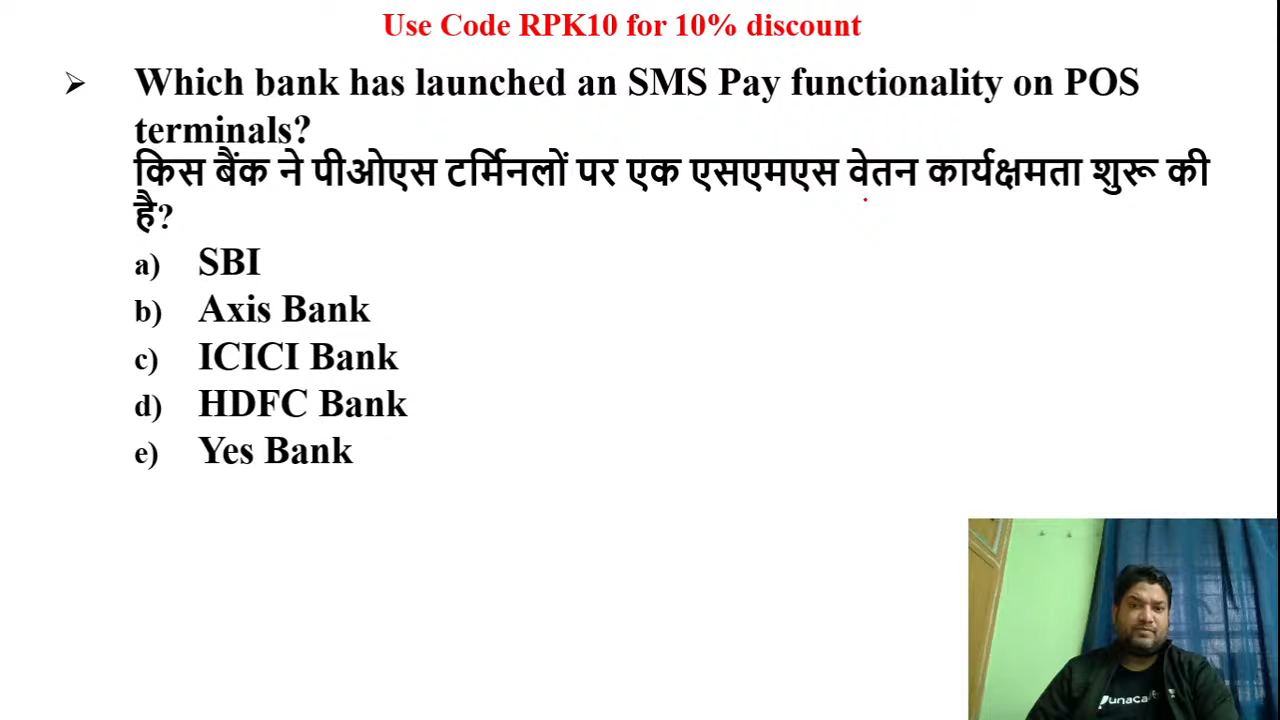 Use Code RPK10 for 10% discount
➢ Which bank has launched an SMS Pay functionality on POS
terminals?
किस बैंक ने पीओएस टर्मिनलों पर एक एसएमएस वेतन कार्यक्षमता शुरू की
है?
a) SBI
b) Axis Bank
c) ICICI Bank
d) HDFC Bank
e) Yes Bank